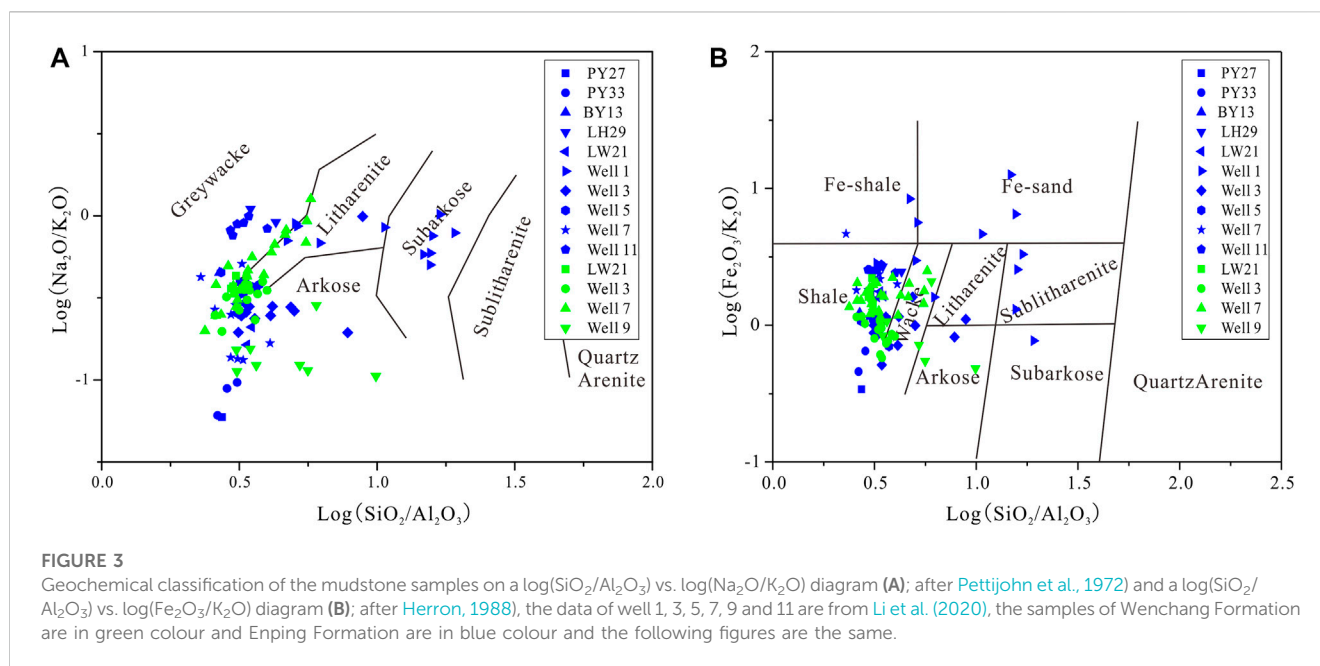 A
Log(Na₂O/K₂O)
1
0.5
0
-0.5
-1
0.0
0.5
1.0
1.5
2.0
Log(SiO₂/Al₂O₃)
Greywacke
Litharenite
Subarkose
Arkose
Sublitharenite
Quartz
Arenite
PY27
PY33
BY13
LH29
LW21
Well 1
Well 3
Well 5
Well 7
Well 11
LW21
Well 3
Well 7
Well 9
B
Log(Fe₂O₃/K₂O)
2
1
0
-1
0.0
0.5
1.0
1.5
2.0
2.5
Log(SiO₂/Al₂O₃)
Fe-shale
Fe-sand
Shale
Wacke
Litharenite
Sublitharenite
Arkose
Subarkose
QuartzArenite
PY27
PY33
BY13
LH29
LW21
Well 1
Well 3
Well 5
Well 7
Well 11
LW21
Well 3
Well 7
Well 9
FIGURE 3
Geochemical classification of the mudstone samples on a log(SiO₂/Al₂O₃) vs. log(Na₂O/K₂O) diagram (A); after Pettijohn et al., 1972) and a log(SiO₂/
Al₂O₃) vs. log(Fe₂O₃/K₂O) diagram (B); after Herron, 1988), the data of well 1, 3, 5, 7, 9 and 11 are from Li et al. (2020), the samples of Wenchang Formation
are in green colour and Enping Formation are in blue colour and the following figures are the same.